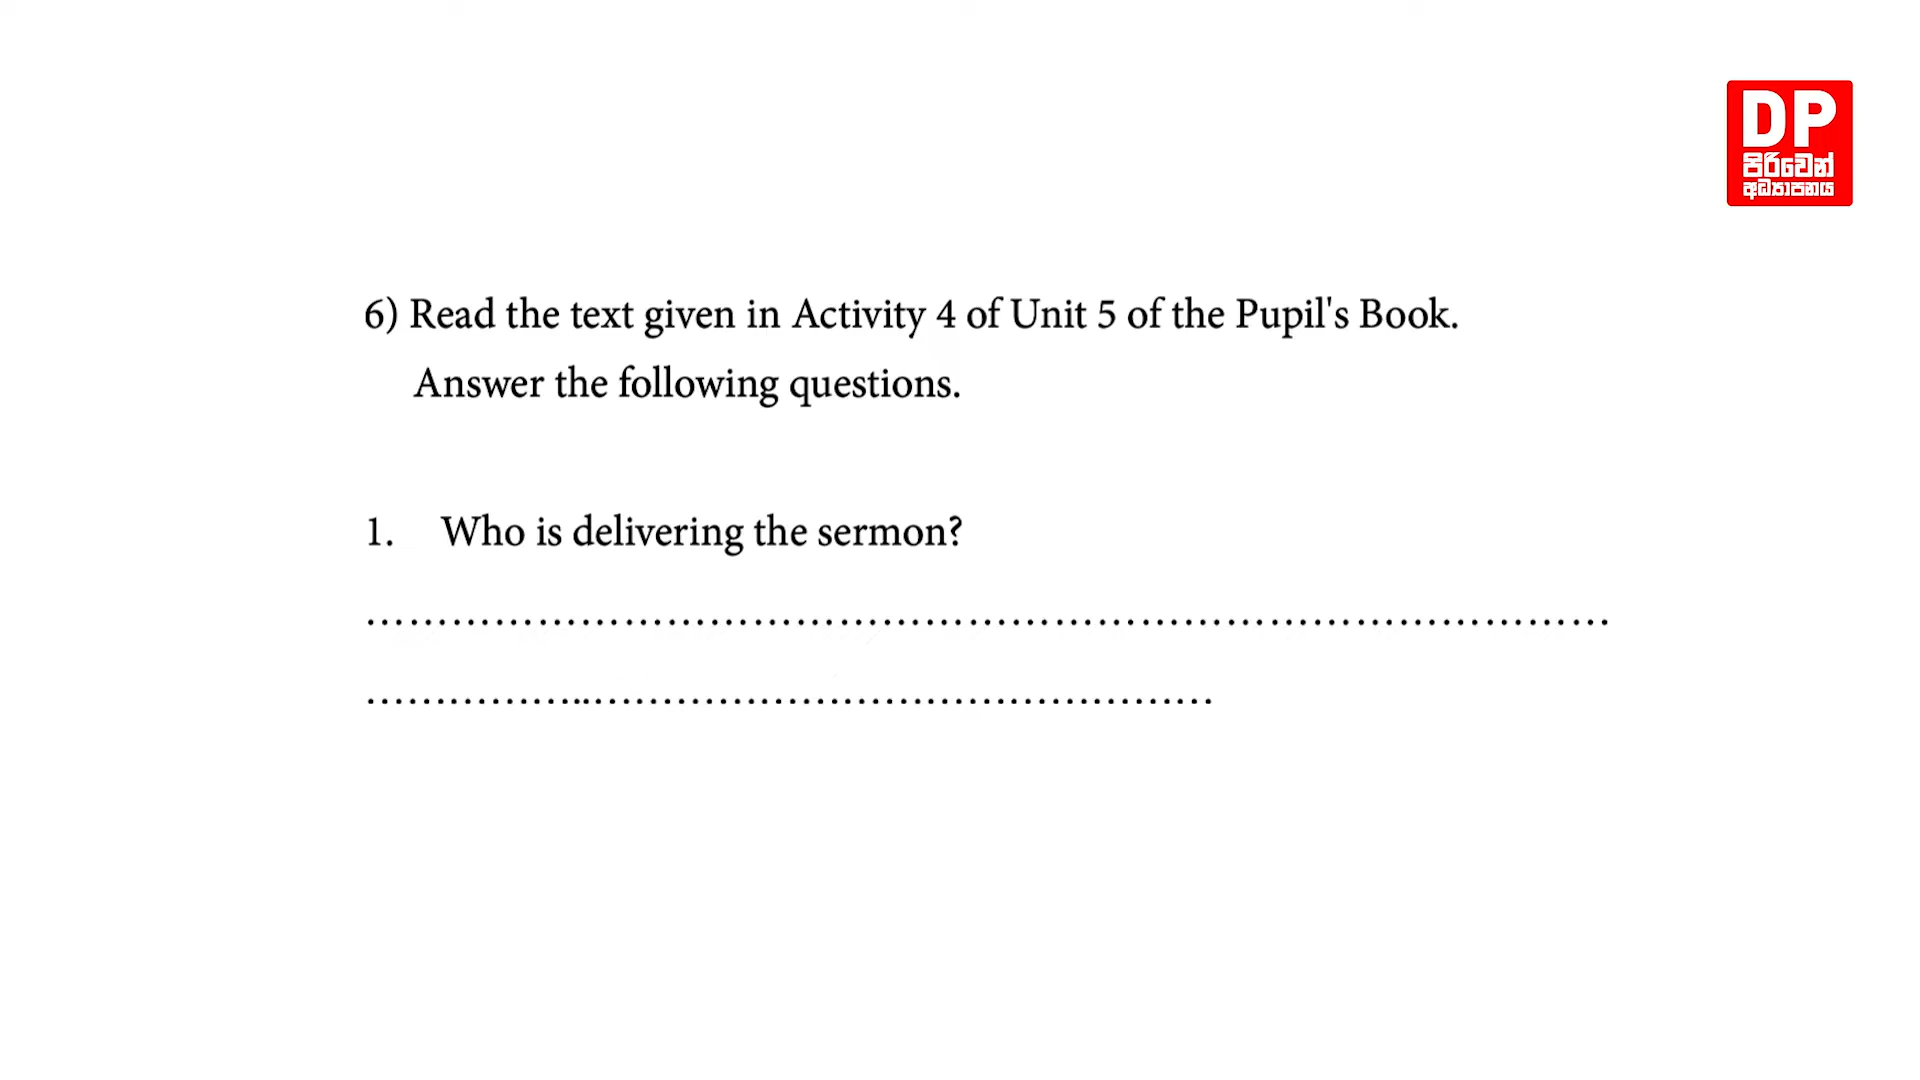 DP
පිරිවෙන්
අධ්‍යාපනය
6) Read the text given in Activity 4 of Unit 5 of the Pupil's Book.
Answer the following questions.
1. Who is delivering the sermon?